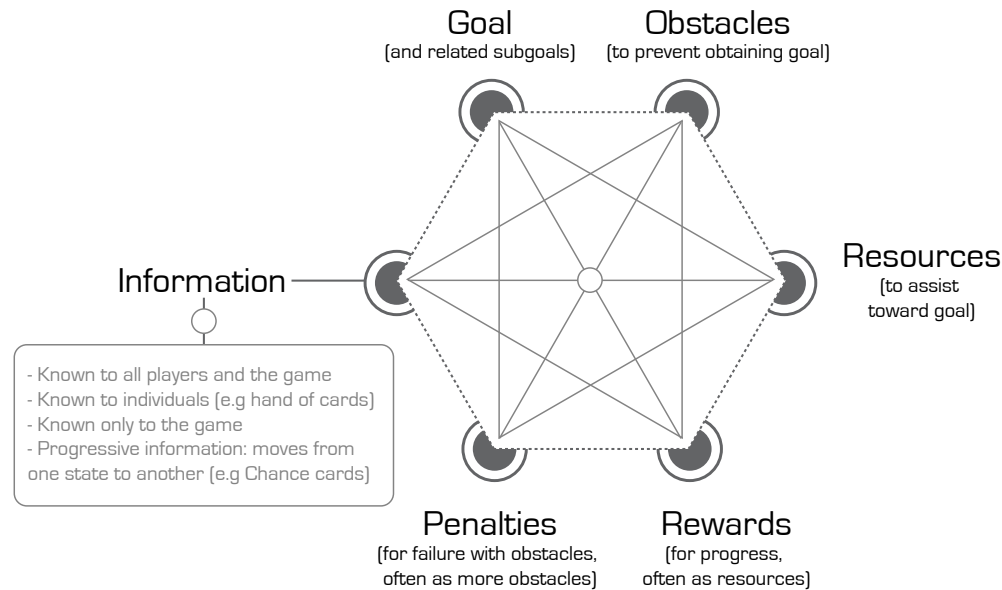 Goal
(and related subgoals)
Obstacles
(to prevent obtaining goal)
Resources
(to assist
toward goal)
Information
- Known to all players and the game
- Known to individuals (e.g hand of cards)
- Known only to the game
- Progressive information: moves from
one state to another (e.g Chance cards)
Penalties
(for failure with obstacles,
often as more obstacles)
Rewards
(for progress,
often as resources)